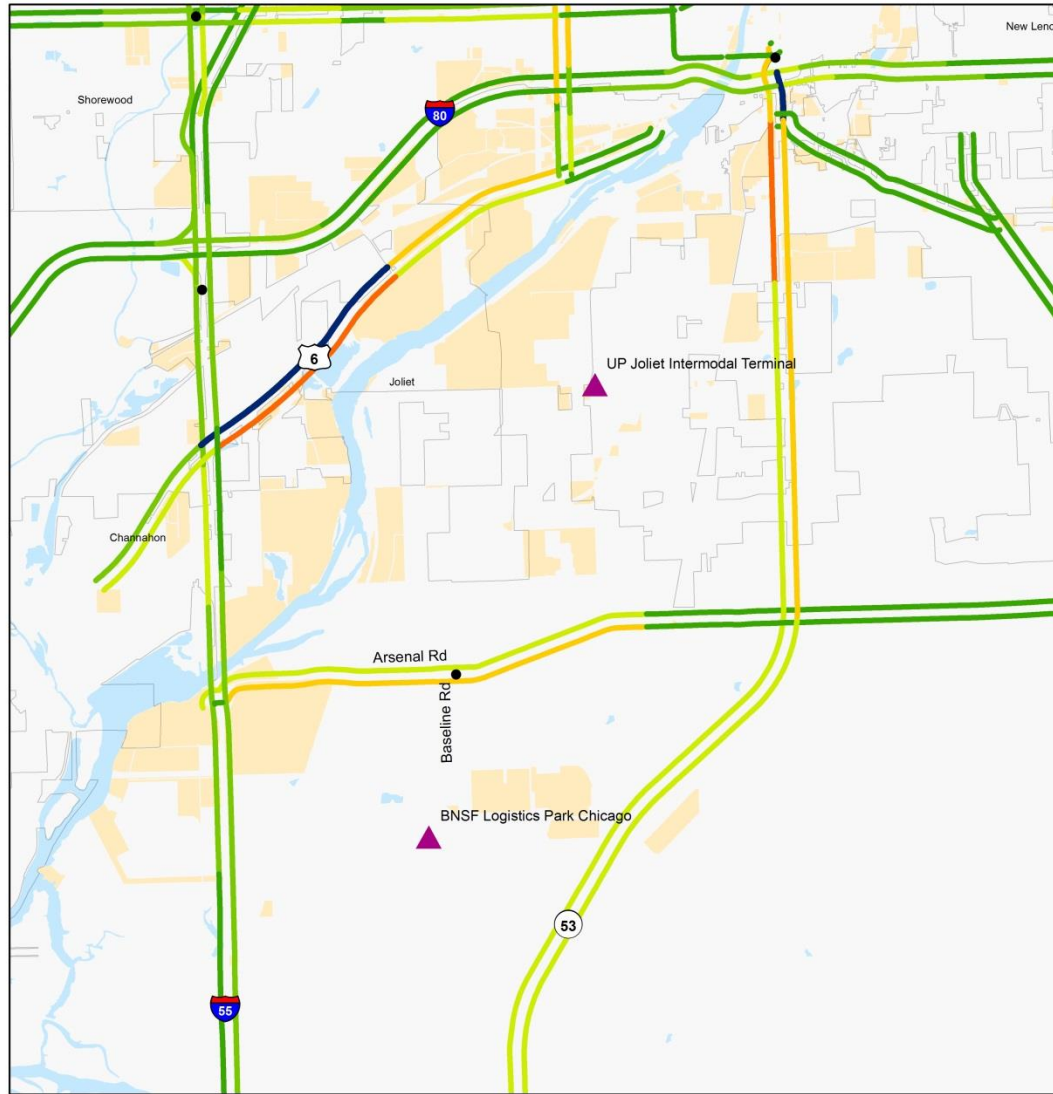 New Lend
Shorewood
80
UP Joliet Intermodal Terminal
6
Joliet
Channahon
Arsenal Rd
Baseline Rd
BNSF Logistics Park Chicago
53
55